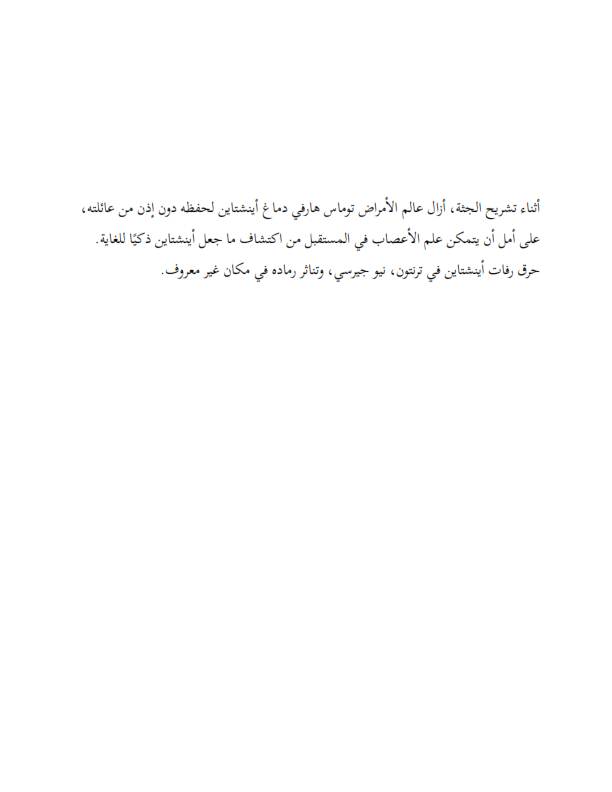 أثناء تشريح الجثة، أزال عالم الأمراض توماس هارفي دماغ أينشتاين لحفظه دون إذن من عائلته،
على أمل أن يتمكن علم الأعصاب في المستقبل من اكتشاف ما جعل أينشتاين ذكيًا للغاية.
حرق رفات أينشتاين في ترنتون، نيو جيرسي، وتناثر رماده في مكان غير معروف.